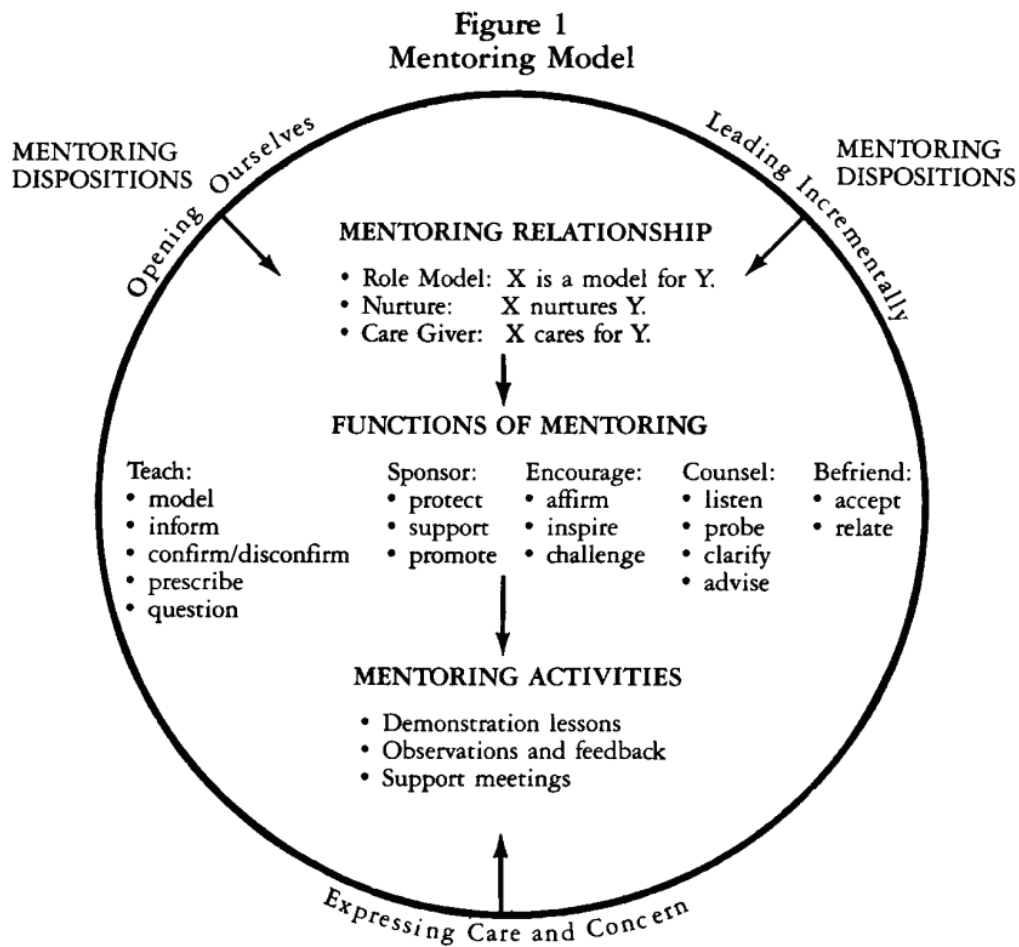 Figure 1
Mentoring Model
MENTORING
DISPOSITIONS
Opening Ourselves
Leading Incrementally
MENTORING
DISPOSITIONS
MENTORING RELATIONSHIP
• Role Model: X is a model for Y.
• Nurture: X nurtures Y.
• Care Giver: X cares for Y.
FUNCTIONS OF MENTORING
Teach:
• model
• inform
• confirm/disconfirm
• prescribe
• question
Sponsor:
• protect
• support
• promote
Encourage:
• affirm
• inspire
• challenge
Counsel:
• listen
• probe
• clarify
• advise
Befriend:
• accept
• relate
MENTORING ACTIVITIES
• Demonstration lessons
• Observations and feedback
• Support meetings
Expressing Care and Concern